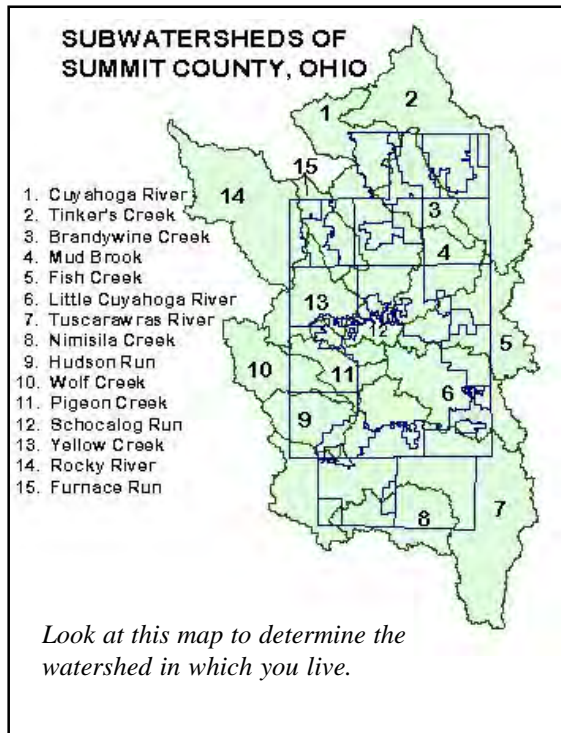 SUBWATERSHEDS OF
SUMMIT COUNTY, OHIO
1. Cuyahoga River
2. Tinker's Creek
3. Brandywine Creek
4. Mud Brook
5. Fish Creek
6. Little Cuyahoga River
7. Tuscarawras River
8. Nimisila Creek
9. Hudson Run
10. Wolf Creek
11. Pigeon Creek
12. Schocalog Run
13. Yellow Creek
14. Rocky River
15. Furnace Run
2
1
15
14
3
4
13
12
5
10
11
6
9
7
8
Look at this map to determine the
watershed in which you live.